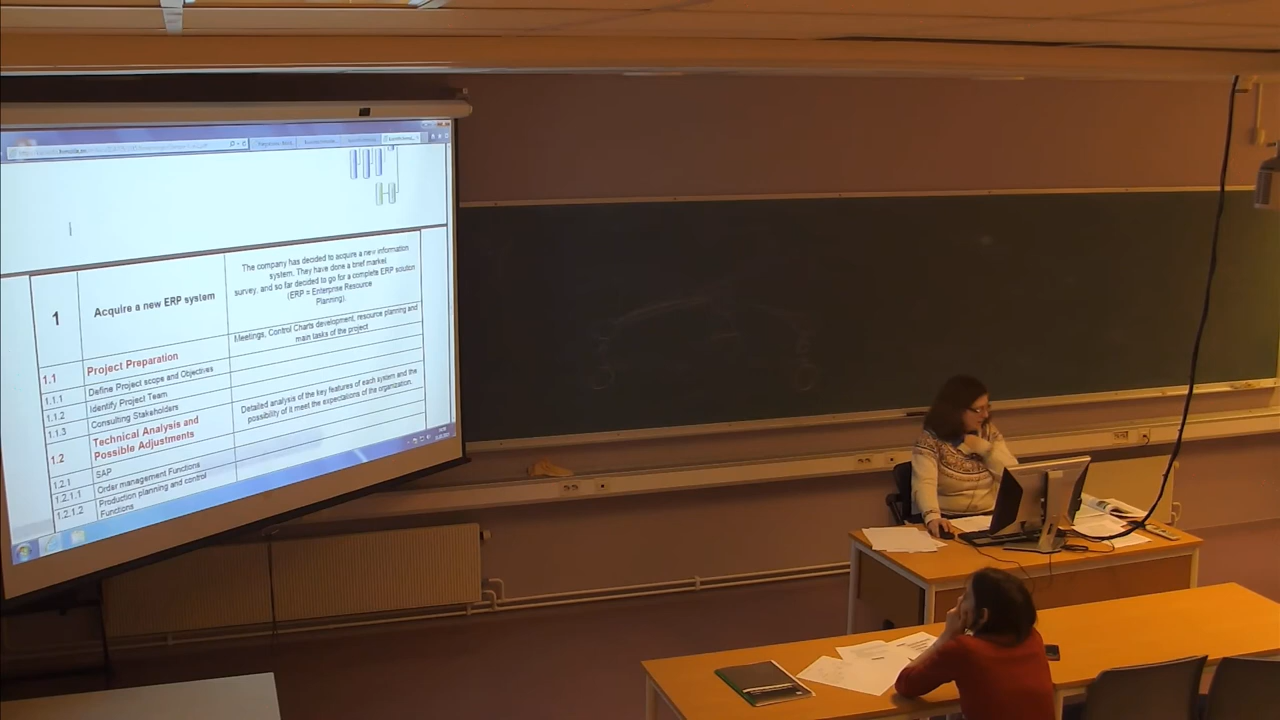 1
Acquire a new ERP system
The company has decided to acquire a new information
system. They have done a brief market
survey, and so far decided to go for a complete ERP solution
(ERP = Enterprise Resource
Planning).
1.1
Project Preparation
Meetings, Control Charts development, resource planning and
main tasks of the project
1.1.1
Define Project scope and Objectives
1.1.2
Identify Project Team
1.1.3
Consulting Stakeholders
1.2
Technical Analysis and
Possible Adjustments
Detailed analysis of the key features of each system and the
possibility of it meet the expectations of the organization.
1.2.1
SAP
1.2.1.1
Order management Functions
1.2.1.2
Production planning and control
Functions